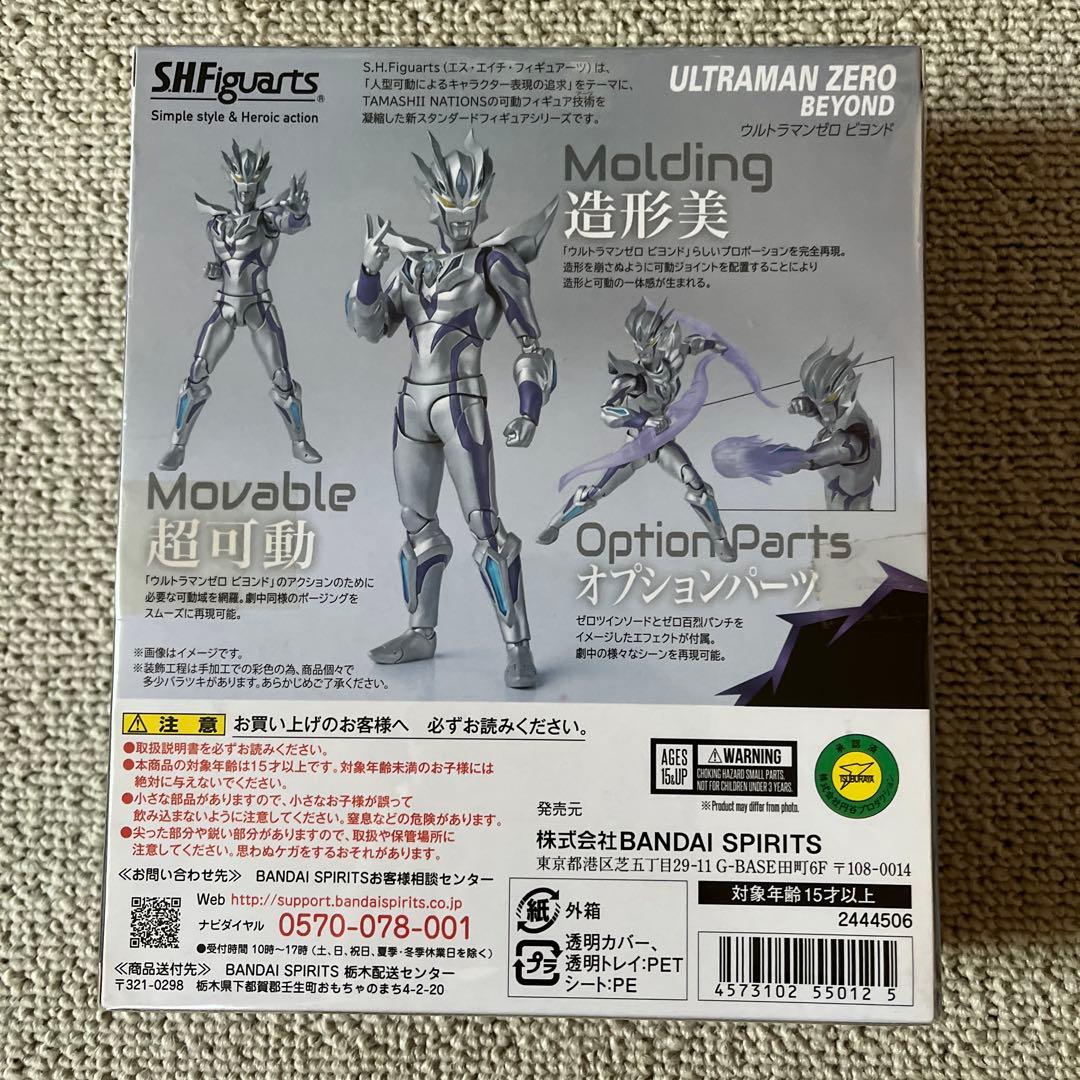 S.H.Figuarts®
Simple style & Heroic action
S.H.Figuarts（エス・エイチ・フィギュアーツ）は、
「人型可動によるキャラクター表現の追求」をテーマに、
TAMASHII NATIONSの可動フィギュア技術を
凝縮した新スタンダードフィギュアシリーズです。
ULTRAMAN ZERO
BEYOND
ウルトラマンゼロ ビヨンド
Molding
造形美
「ウルトラマンゼロ ビヨンド」らしいプロポーションを完全再現。
造形を崩さぬように可動ジョイントを配置することにより
造形と可動の一体感が生まれる。
Movable
超可動
「ウルトラマンゼロ ビヨンド」のアクションのために
必要な可動域を網羅。劇中同様のポージングを
スムーズに再現可能。
Option Parts
オプションパーツ
ゼロツインソードとゼロ百烈パンチを
イメージしたエフェクトが付属。
劇中の様々なシーンを再現可能。
※画像はイメージです。
※装飾工程は手加工での彩色の為、商品個々で
多少バラツキがあります。あらかじめご了承ください。
注意 お買い上げのお客様へ 必ずお読みください。
●取扱説明書を必ずお読みください。
●本商品の対象年齢は15才以上です。対象年齢未満のお子様には
絶対に与えないでください。
●小さな部品がありますので、小さなお子様が誤って
飲み込まないように注意してください。窒息などの危険があります。
●尖った部分や鋭い部分がありますので、取扱や保管場所に
注意してください。思わぬケガをするおそれがあります。
≪お問い合わせ先≫ BANDAI SPIRITSお客様相談センター
Web http://support.bandaispirits.co.jp
ナビダイヤル 0570-078-001
●受付時間 10時〜17時（土、日、祝日、夏季・冬季休業日を除く）
≪商品送付先≫ BANDAI SPIRITS 栃木配送センター
〒321-0298 栃木県下都賀郡壬生町おもちゃのまち4-2-20
AGES
15&UP
WARNING
CHOKING HAZARD SMALL PARTS.
NOT FOR CHILDREN UNDER 3 YEARS.
※Product may differ from photo.
承認済
TSUBURAYA
株式会社円谷プロダクション
発売元
株式会社BANDAI SPIRITS
東京都港区芝五丁目29-11 G-BASE田町6F 〒108-0014
紙 外箱
プラ 透明カバー、
透明トレイ:PET
シート:PE
対象年齢15才以上
2444506
4573102 55012 5